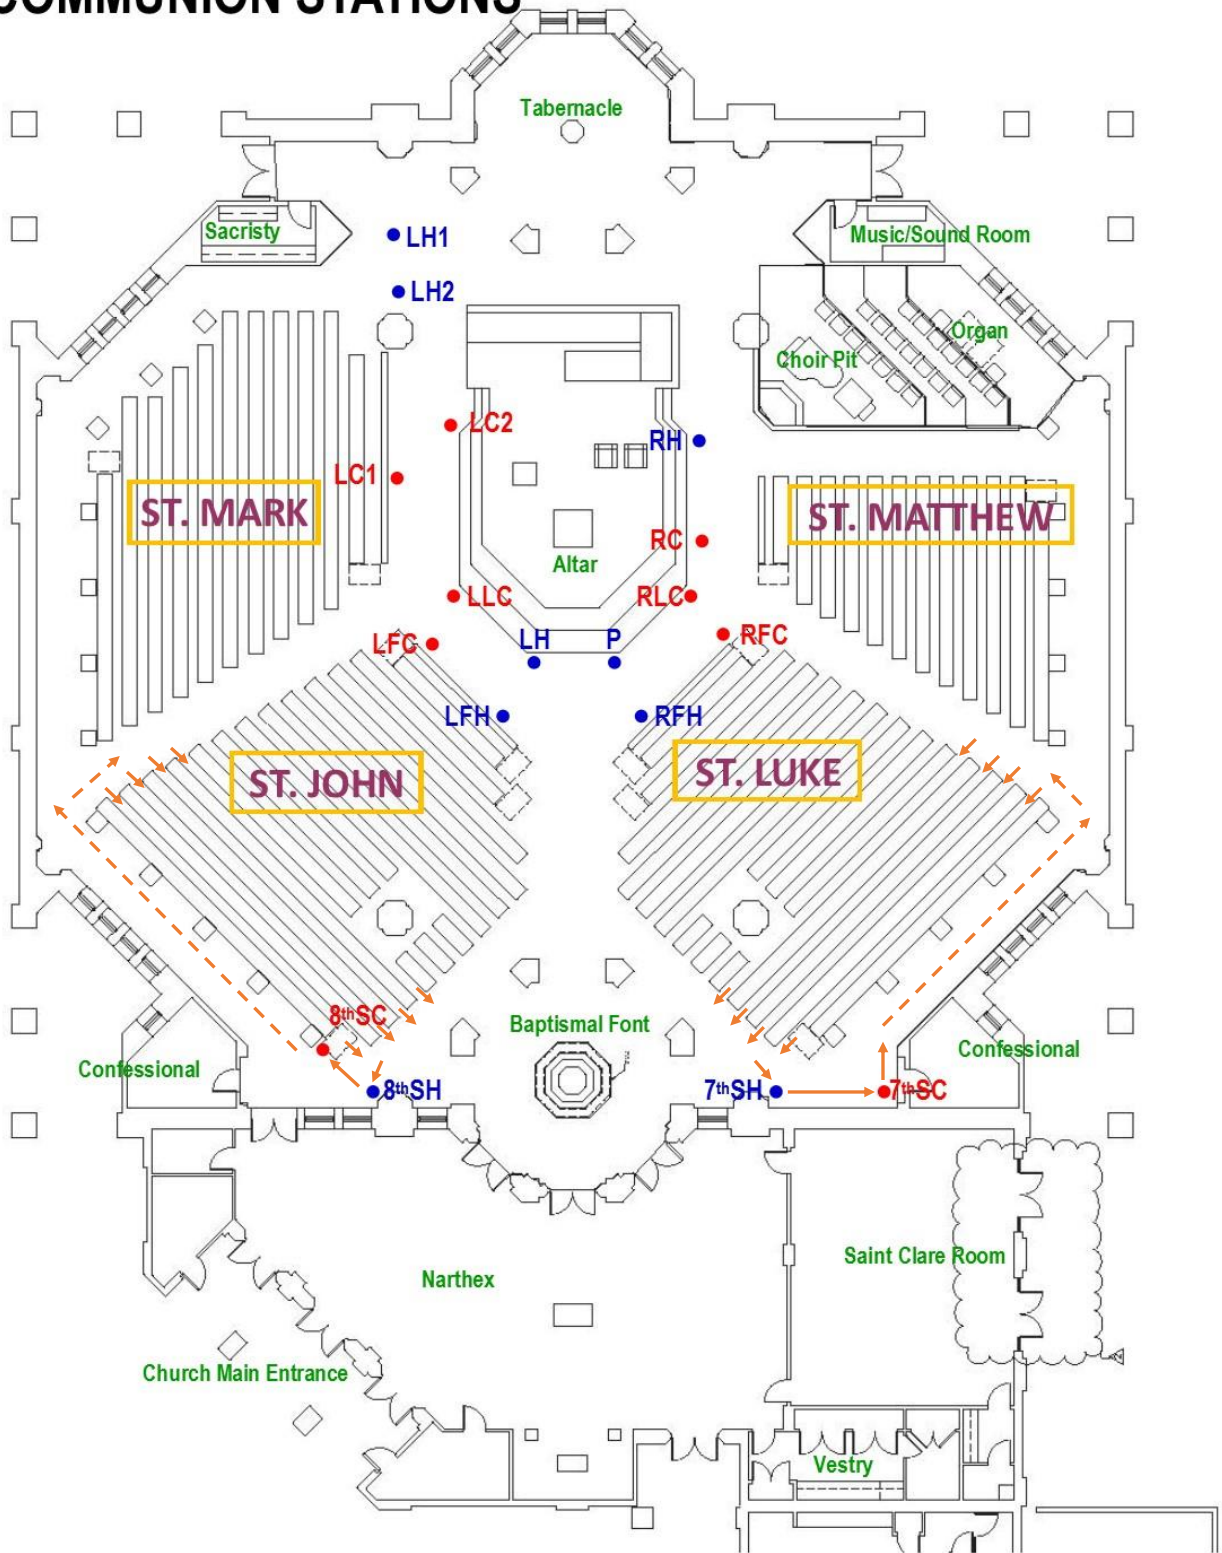 COMMUNION STATIONS
Tabernacle
Sacristy
LH1
Music/Sound Room
LH2
Organ
Choir Pit
LC2
RH
LC1
ST. MARK
ST. MATTHEW
RC
Altar
LLC
RLC
LFC
LH
P
RFC
LFH
RFH
ST. JOHN
ST. LUKE
8thSC
Baptismal Font
Confessional
Confessional
8thSH
7thSH
7thSC
Saint Clare Room
Narthex
Church Main Entrance
Vestry